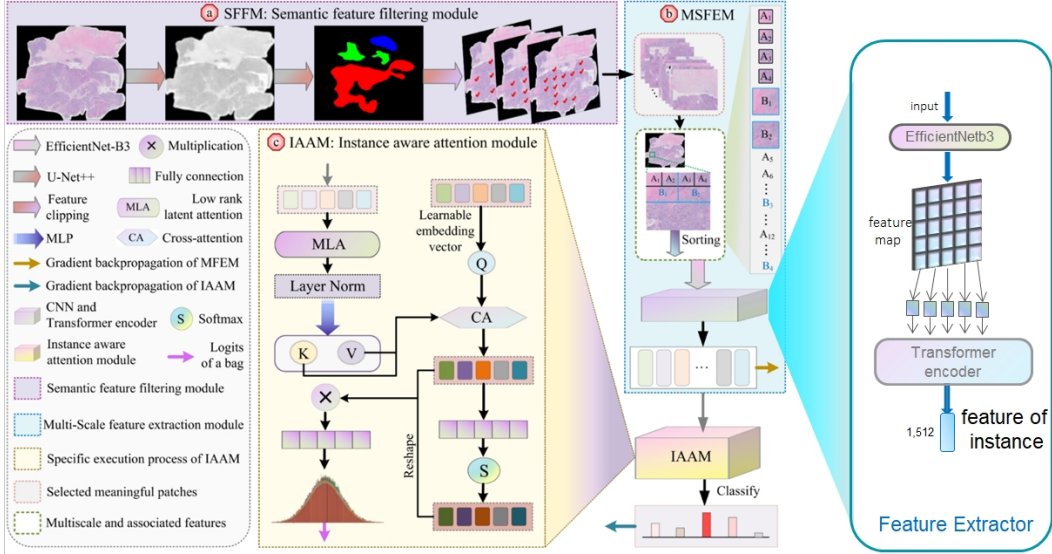 a SFFM: Semantic feature filtering module
b MSFEM
A1
A2
A3
A4
B1
B2
A5
A6
B3
A12
B4
A1 A2 A3 A4
B1 B2
Sorting
EfficientNet-B3
Multiplication
U-Net++
Fully connection
Feature
clipping
MLA
Low rank
latent attention
MLP
CA
Cross-attention
Gradient backpropagation of MFEM
Gradient backpropagation of IAAM
CNN and
Transformer encoder
S
Softmax
Instance aware
attention module
Logits
of a bag
Semantic feature filtering module
Multi-Scale feature extraction module
Specific execution process of IAAM
Selected meaningful patches
Multiscale and associated features
c IAAM: Instance aware attention module
MLA
Layer Norm
K
V
Learnable
embedding
vector
Q
CA
Reshape
S
...
IAAM
Classify
input
EfficientNetb3
feature
map
Transformer
encoder
1,512
feature of
instance
Feature Extractor